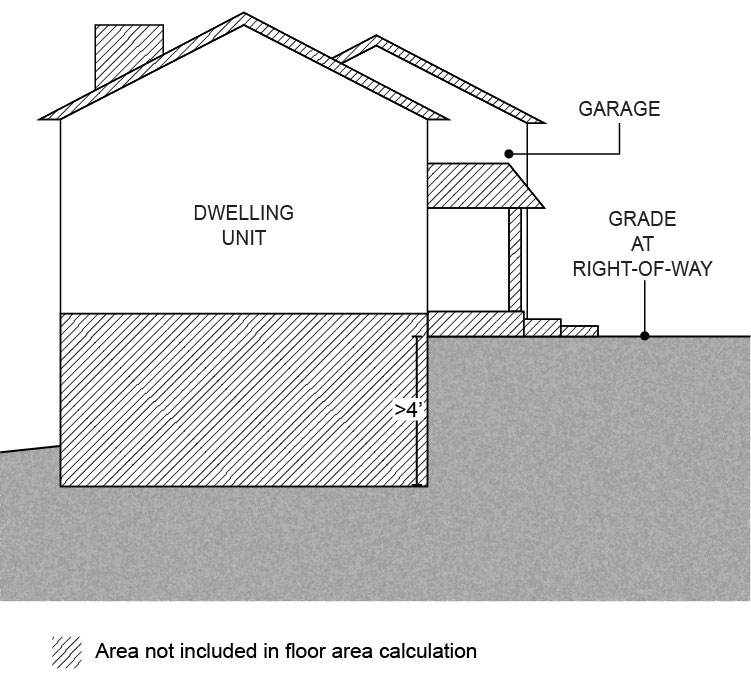 GARAGE
DWELLING
UNIT
GRADE
AT
RIGHT-OF-WAY
>4'
Area not included in floor area calculation